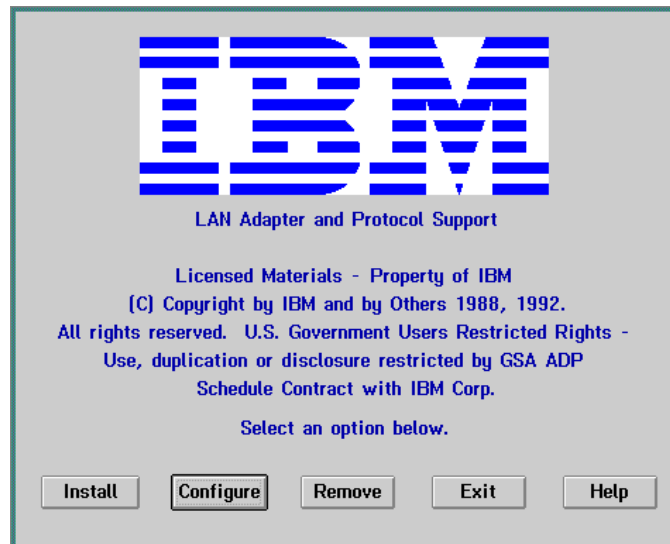 IBM
LAN Adapter and Protocol Support
Licensed Materials - Property of IBM
(C) Copyright by IBM and by Others 1988, 1992.
All rights reserved.  U.S. Government Users Restricted Rights -
Use, duplication or disclosure restricted by GSA ADP
Schedule Contract with IBM Corp.
Select an option below.
Install Configure Remove Exit Help